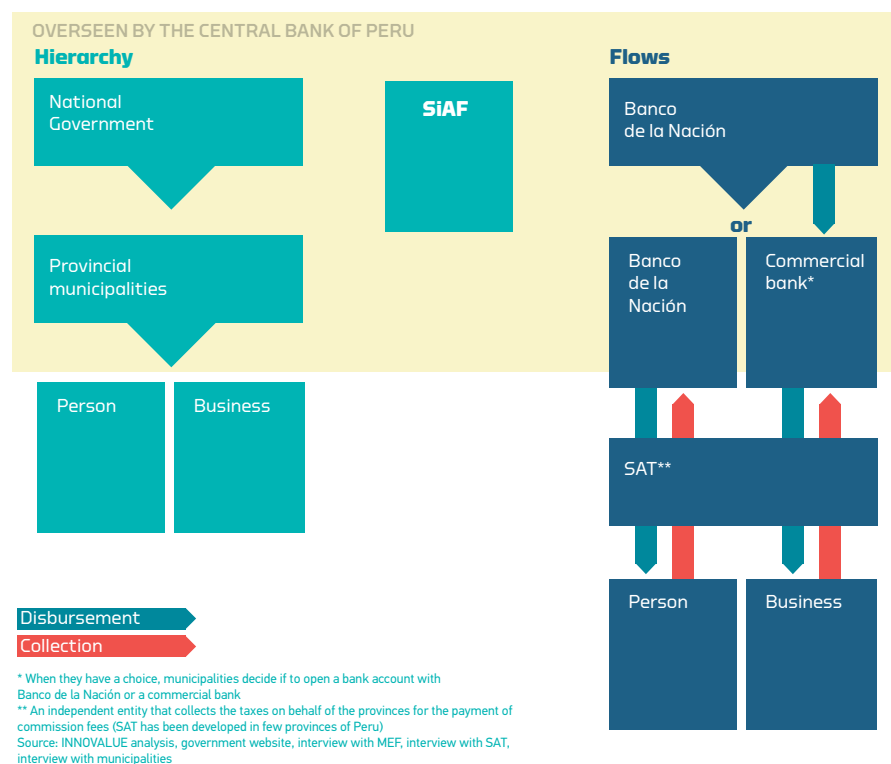 OVERSEEN BY THE CENTRAL BANK OF PERU
Hierarchy
National
Government
Provincial
municipalities
Person
Business
SiAF
Flows
Banco
de la Nación
or
Banco
de la
Nación
Commercial
bank*
SAT**
Person
Business
Disbursement
Collection
* When they have a choice, municipalities decide if to open a bank account with
Banco de la Nación or a commercial bank
** An independent entity that collects the taxes on behalf of the provinces for the payment of
commission fees (SAT has been developed in few provinces of Peru)
Source: INNOVALUE analysis, government website, interview with MEF, interview with SAT,
interview with municipalities